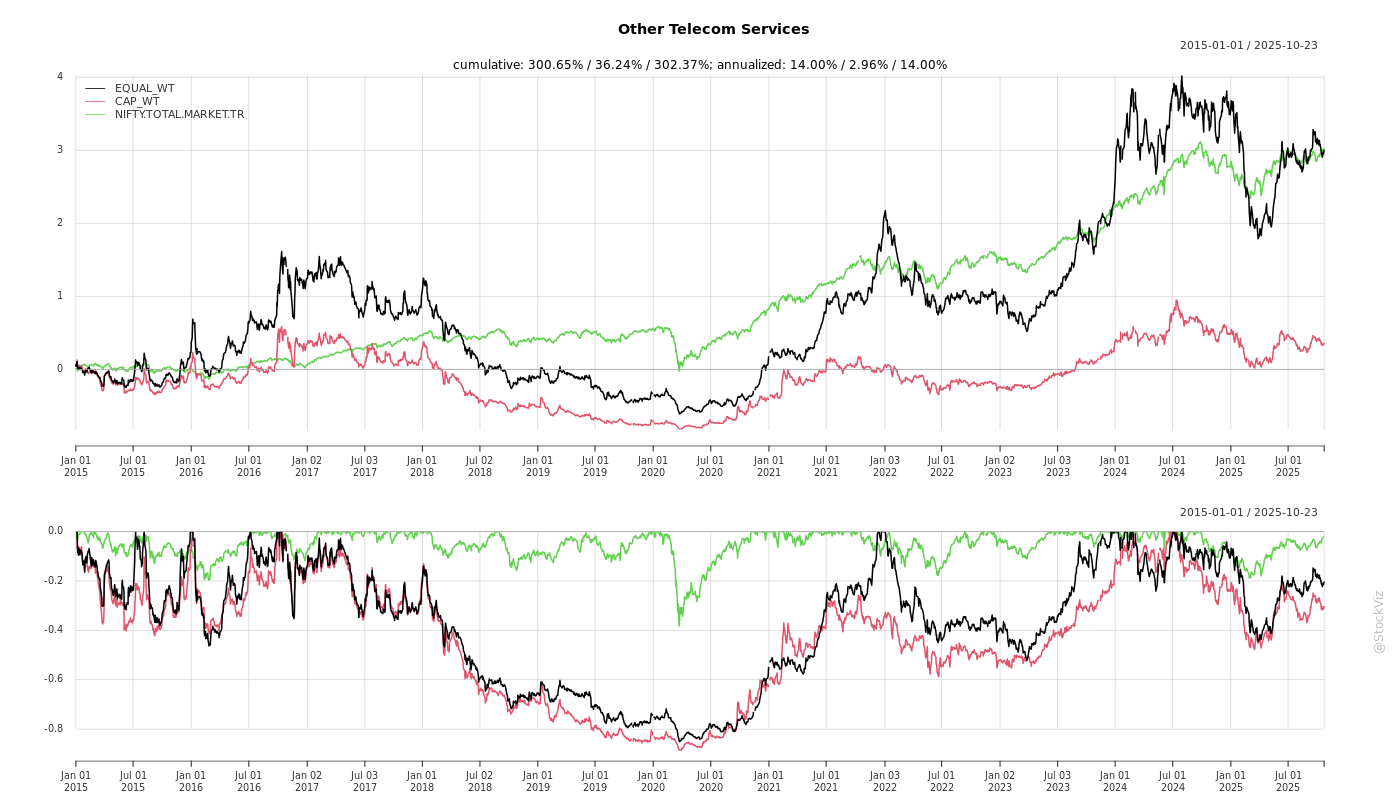 Other Telecom Services
2015-01-01 / 2025-10-23
cumulative: 300.65% / 36.24% / 302.37%; annualized: 14.00% / 2.96% / 14.00%
EQUAL_WT
CAP_WT
NIFTY.TOTAL.MARKET.TR
4
3
2
1
0
Jan 01 Jul 01 Jan 01 Jul 01 Jan 02 Jul 03 Jan 01 Jul 02 Jan 01 Jul 01 Jan 01 Jul 01 Jan 01 Jul 01 Jan 03 Jul 01 Jan 02 Jul 03 Jan 01 Jul 01 Jan 01 Jul 01
2015 2015 2016 2016 2017 2017 2018 2018 2019 2019 2020 2020 2021 2021 2022 2022 2023 2023 2024 2024 2025 2025
2015-01-01 / 2025-10-23
0.0
-0.2
-0.4
-0.6
-0.8
Jan 01 Jul 01 Jan 01 Jul 01 Jan 02 Jul 03 Jan 01 Jul 02 Jan 01 Jul 01 Jan 01 Jul 01 Jan 01 Jul 01 Jan 03 Jul 01 Jan 02 Jul 03 Jan 01 Jul 01 Jan 01 Jul 01
2015 2015 2016 2016 2017 2017 2018 2018 2019 2019 2020 2020 2021 2021 2022 2022 2023 2023 2024 2024 2025 2025
@StockViz